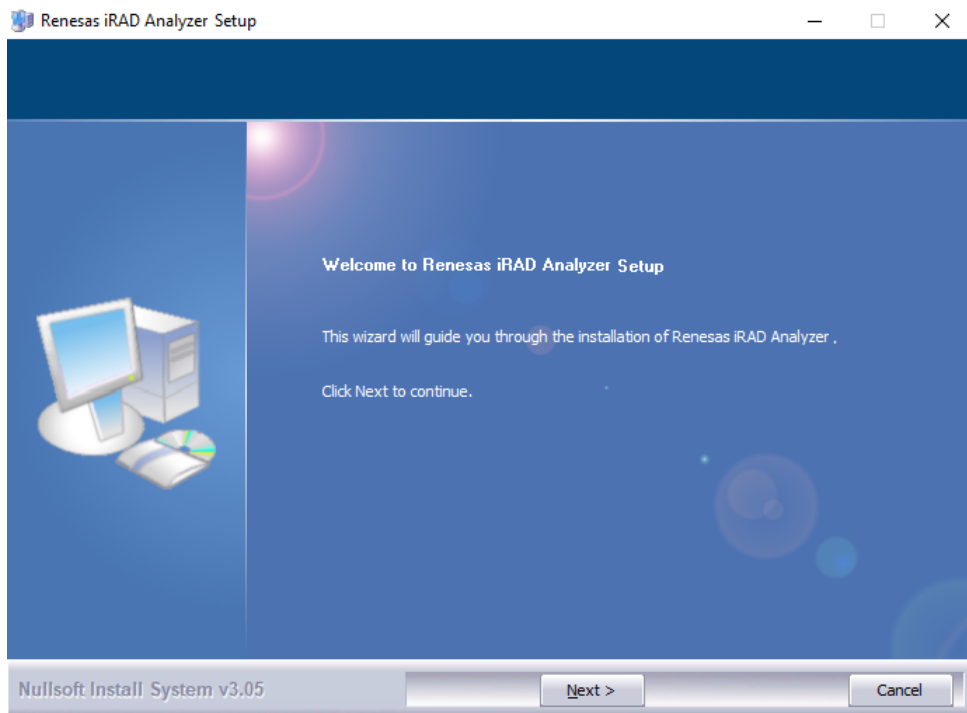 Renesas iRAD Analyzer Setup
Welcome to Renesas iRAD Analyzer Setup
This wizard will guide you through the installation of Renesas iRAD Analyzer .
Click Next to continue.
Nullsoft Install System v3.05
Next >
Cancel